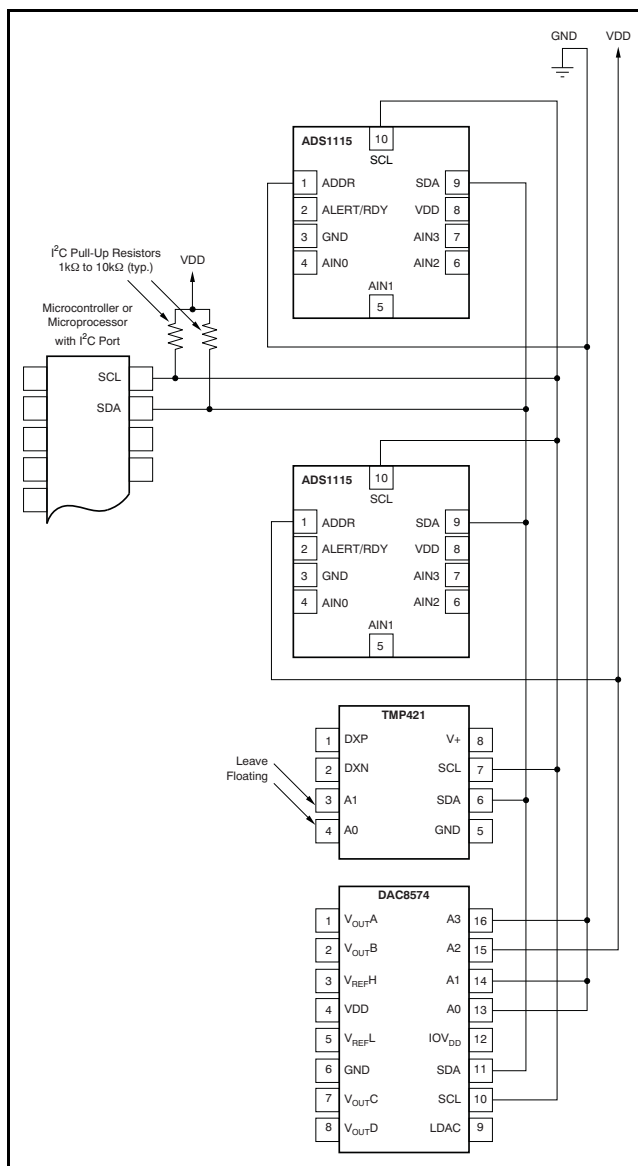 GND VDD
ADS1115
10
SCL
1 ADDR SDA 9
2 ALERT/RDY VDD 8
3 GND AIN3 7
4 AIN0 AIN2 6
AIN1
5
I²C Pull-Up Resistors
1kΩ to 10kΩ (typ.)
VDD
Microcontroller or
Microprocessor
with I²C Port
SCL
SDA
ADS1115
10
SCL
1 ADDR SDA 9
2 ALERT/RDY VDD 8
3 GND AIN3 7
4 AIN0 AIN2 6
AIN1
5
TMP421
1 DXP V+ 8
2 DXN SCL 7
3 A1 SDA 6
4 A0 GND 5
Leave
Floating
DAC8574
1 VOUTA A3 16
2 VOUTB A2 15
3 VREFH A1 14
4 VDD A0 13
5 VREFL IOVDD 12
6 GND SDA 11
7 VOUTC SCL 10
8 VOUTD LDAC 9